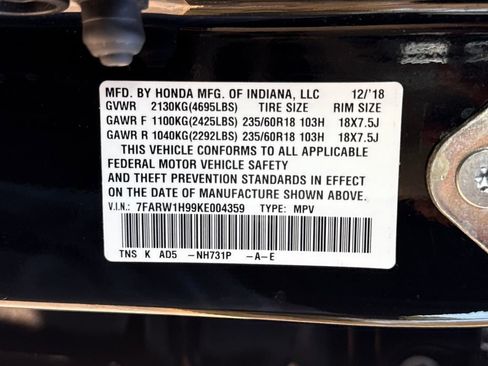 MFD. BY HONDA MFG. OF INDIANA, LLC 12/'18
GVWR 2130KG(4695LBS) TIRE SIZE RIM SIZE
GAWR F 1100KG(2425LBS) 235/60R18 103H 18X7.5J
GAWR R 1040KG(2292LBS) 235/60R18 103H 18X7.5J
THIS VEHICLE CONFORMS TO ALL APPLICABLE
FEDERAL MOTOR VEHICLE SAFETY
AND THEFT PREVENTION STANDARDS IN EFFECT
ON THE DATE OF MANUFACTURE SHOWN ABOVE.
V.I.N.: 7FARW1H99KE004359 TYPE: MPV
TNS K AD5 -NH731P -A-E